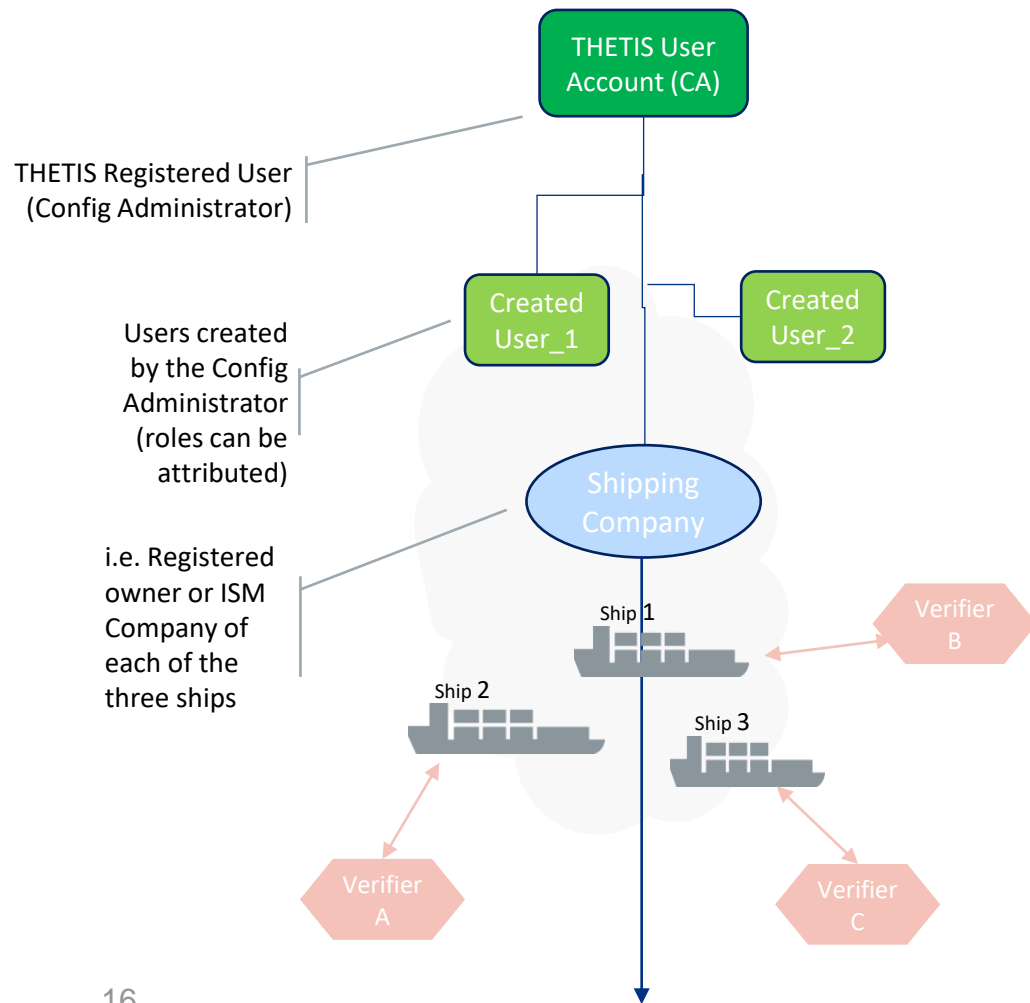 THETIS User
Account (CA)
THETIS Registered User
(Config Administrator)
Created
User_1
Created
User_2
Users created
by the Config
Administrator
(roles can be
attributed)
Shipping
Company
i.e. Registered
owner or ISM
Company of
each of the
three ships
Ship 1
Verifier
B
Ship 2
Ship 3
Verifier
A
Verifier
C
16